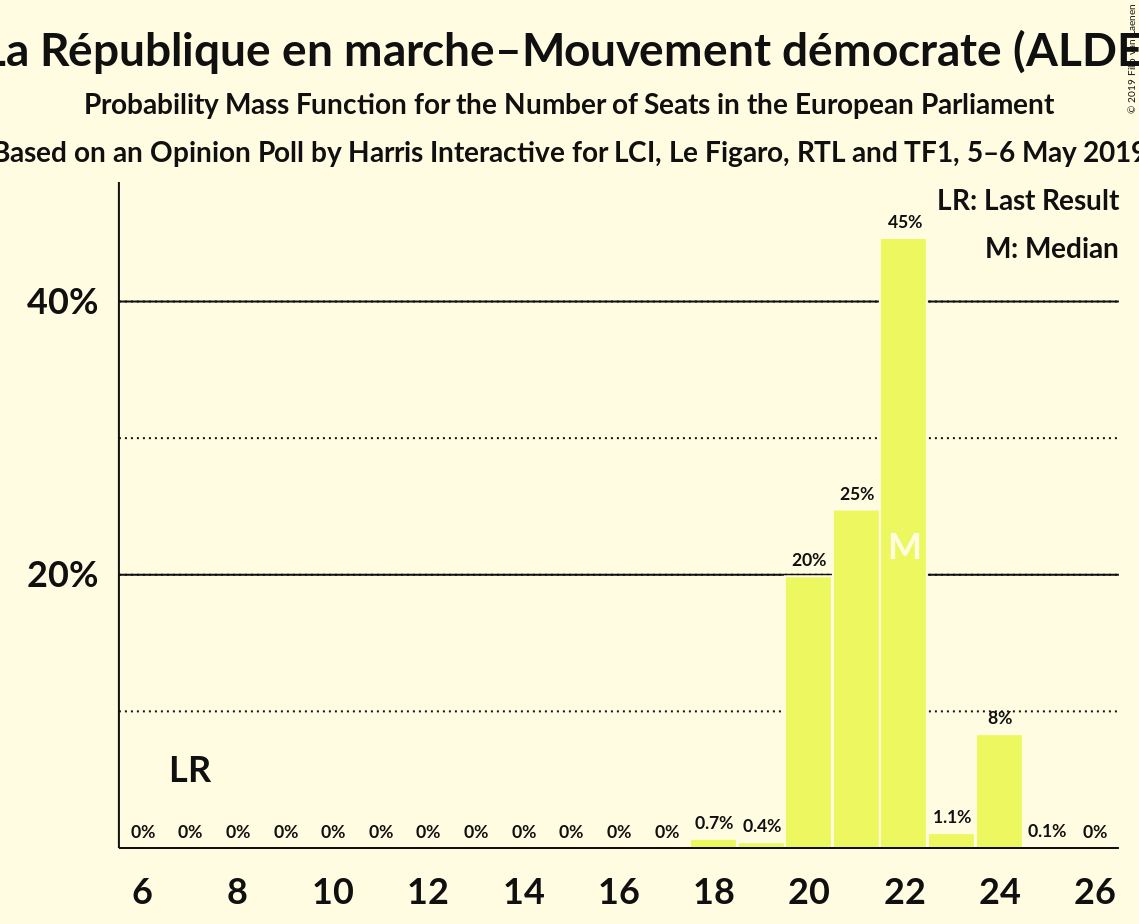 La République en marche–Mouvement démocrate (ALDE
Probability Mass Function for the Number of Seats in the European Parliament
Based on an Opinion Poll by Harris Interactive for LCI, Le Figaro, RTL and TF1, 5–6 May 2019
© 2019 Filip van Laenen
LR: Last Result
M: Median
40%
20%
45%
25%
M
20%
8%
LR
0% 0% 0% 0% 0% 0% 0% 0% 0% 0% 0% 0% 0.7% 0.4% 1.1% 0.1% 0%
6 8 10 12 14 16 18 20 22 24 26